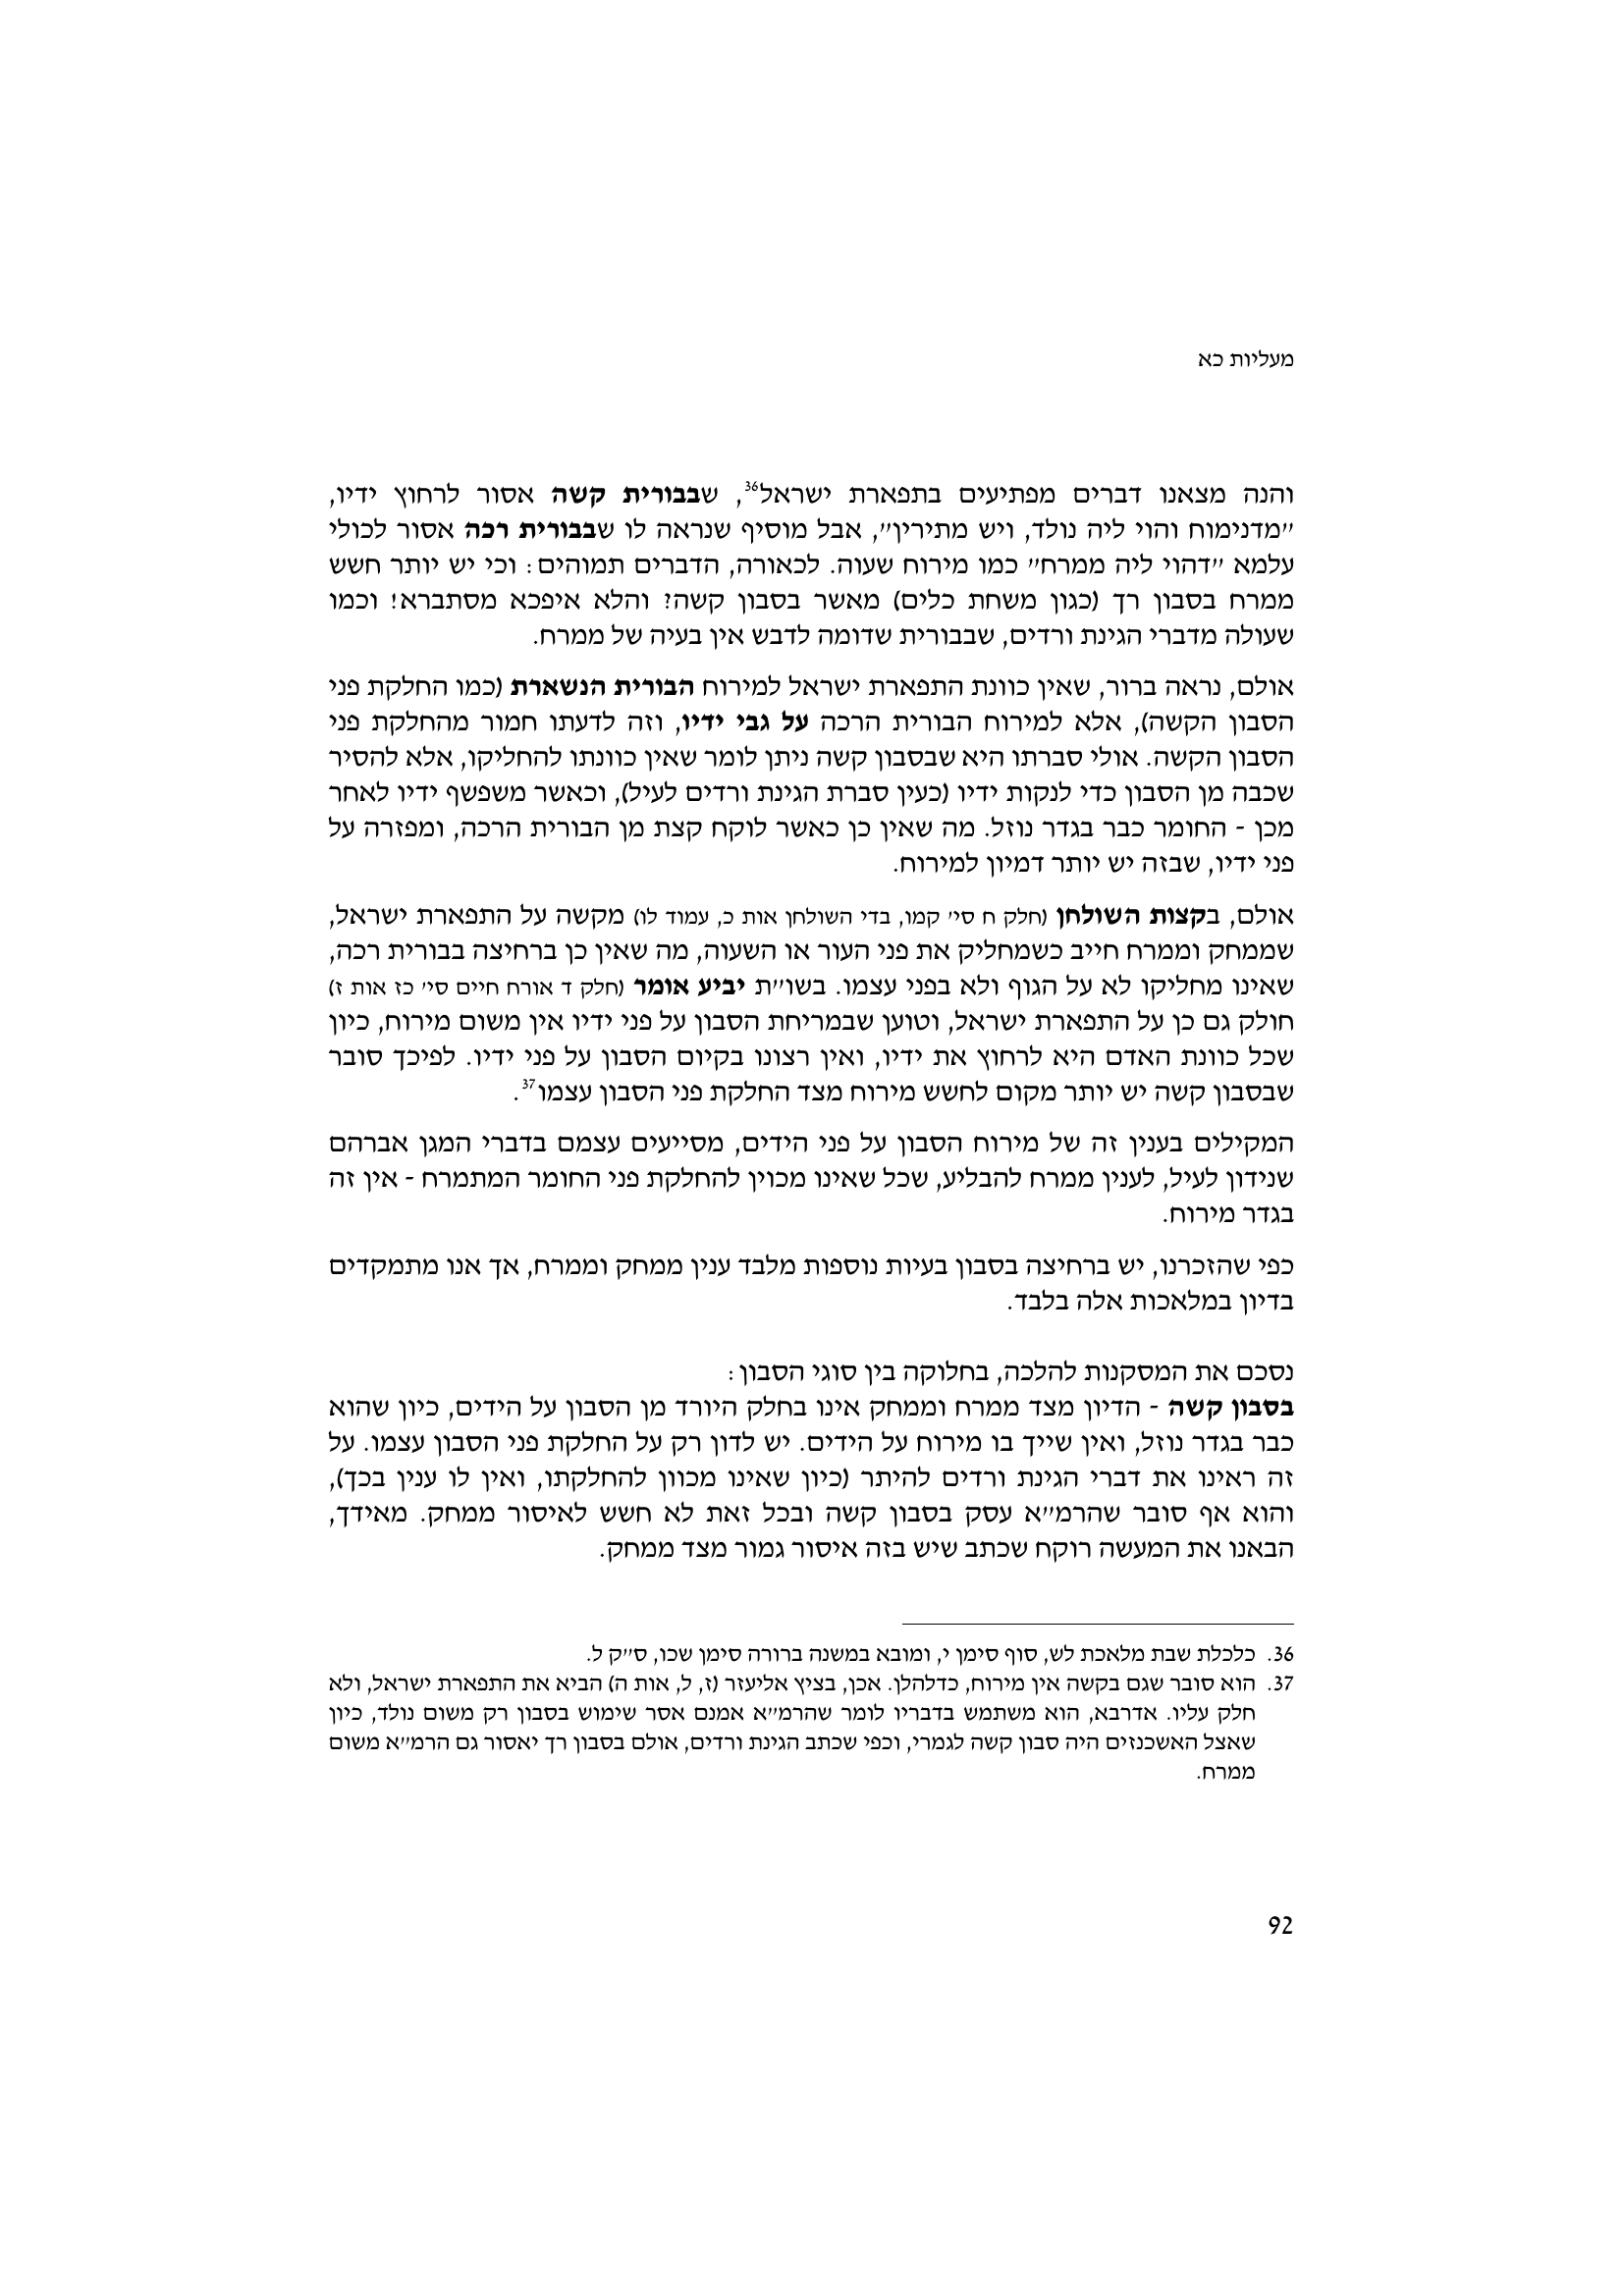 מעליות כא
והנה מצאנו דברים מפתיעים בתפארת ישראל36, שבבורית קשה אסור לרחוץ ידיו,
״מדנימוח והוי ליה נולד, ויש מתירין״, אבל מוסיף שנראה לו שבבורית רכה אסור לכולי
עלמא ״דהוי ליה ממרח״ כמו מירוח שעוה. לכאורה, הדברים תמוהים: וכי יש יותר חשש
ממרח בסבון רך (כגון משחת כלים) מאשר בסבון קשה? והלא איפכא מסתברא! וכמו
שעולה מדברי הגינת ורדים, שבבורית שדומה לדבש אין בעיה של ממרח.
אולם, נראה ברור, שאין כוונת התפארת ישראל למירוח הבורית הנשארת (כמו החלקת פני
הסבון הקשה), אלא למירוח הבורית הרכה על גבי ידיו, וזה לדעתו חמור מהחלקת פני
הסבון הקשה. אולי סברתו היא שבסבון קשה ניתן לומר שאין כוונתו להחליקו, אלא להסיר
שכבה מן הסבון כדי לנקות ידיו (כעין סברת הגינת ורדים לעיל), וכאשר משפשף ידיו לאחר
מכן - החומר כבר בגדר נוזל. מה שאין כן כאשר לוקח קצת מן הבורית הרכה, ומפזרה על
פני ידיו, שבזה יש יותר דמיון למירוח.
אולם, בקצות השולחן (חלק ח סי׳ קמו, בדי השולחן אות כ, עמוד לו) מקשה על התפארת ישראל,
שממחק וממרח חייב כשמחליק את פני העור או השעוה, מה שאין כן ברחיצה בבורית רכה,
שאינו מחליקו לא על הגוף ולא בפני עצמו. בשו״ת יביע אומר (חלק ד אורח חיים סי׳ כז אות ז)
חולק גם כן על התפארת ישראל, וטוען שבמריחת הסבון על פני ידיו אין משום מירוח, כיון
שכל כוונת האדם היא לרחוץ את ידיו, ואין רצונו בקיום הסבון על פני ידיו. לפיכך סובר
שבסבון קשה יש יותר מקום לחשש מירוח מצד החלקת פני הסבון עצמו37.
המקילים בענין זה של מירוח הסבון על פני הידים, מסייעים עצמם בדברי המגן אברהם
שנידון לעיל, לענין ממרח להבליע, שכל שאינו מכוין להחלקת פני החומר המתמרח - אין זה
בגדר מירוח.
כפי שהזכרנו, יש ברחיצה בסבון בעיות נוספות מלבד ענין ממחק וממרח, אך אנו מתמקדים
בדיון במלאכות אלה בלבד.
נסכם את המסקנות להלכה, בחלוקה בין סוגי הסבון:
בסבון קשה - הדיון מצד ממרח וממחק אינו בחלק היורד מן הסבון על הידים, כיון שהוא
כבר בגדר נוזל, ואין שייך בו מירוח על הידים. יש לדון רק על החלקת פני הסבון עצמו. על
זה ראינו את דברי הגינת ורדים להיתר (כיון שאינו מכוון להחלקתו, ואין לו ענין בכך),
והוא אף סובר שהרמ״א עסק בסבון קשה ובכל זאת לא חשש לאיסור ממחק. מאידך,
הבאנו את המעשה רוקח שכתב שיש בזה איסור גמור מצד ממחק.
36. כלכלת שבת מלאכת לש, סוף סימן י, ומובא במשנה ברורה סימן שכו, ס״ק ל.
37. הוא סובר שגם בקשה אין מירוח, כדלהלן. אכן, בציץ אליעזר (ז, ל, אות ה) הביא את התפארת ישראל, ולא
חלק עליו. אדרבא, הוא משתמש בדבריו לומר שהרמ״א אמנם אסר שימוש בסבון רק משום נולד, כיון
שאצל האשכנזים היה סבון קשה לגמרי, וכפי שכתב הגינת ורדים, אולם בסבון רך יאסור גם הרמ״א משום
ממרח.
92